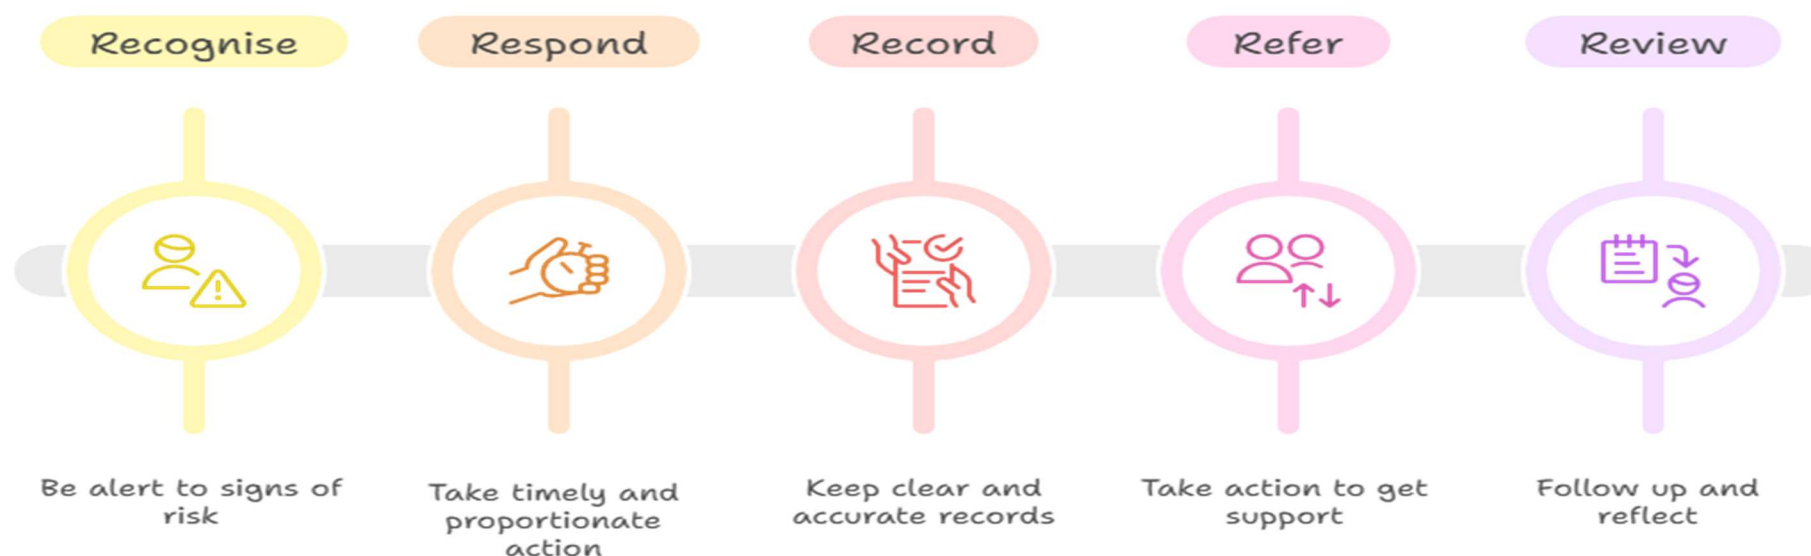 Recognise
Respond
Record
Refer
Review
Be alert to signs of
risk
Take timely and
proportionate
action
Keep clear and
accurate records
Take action to get
support
Follow up and
reflect